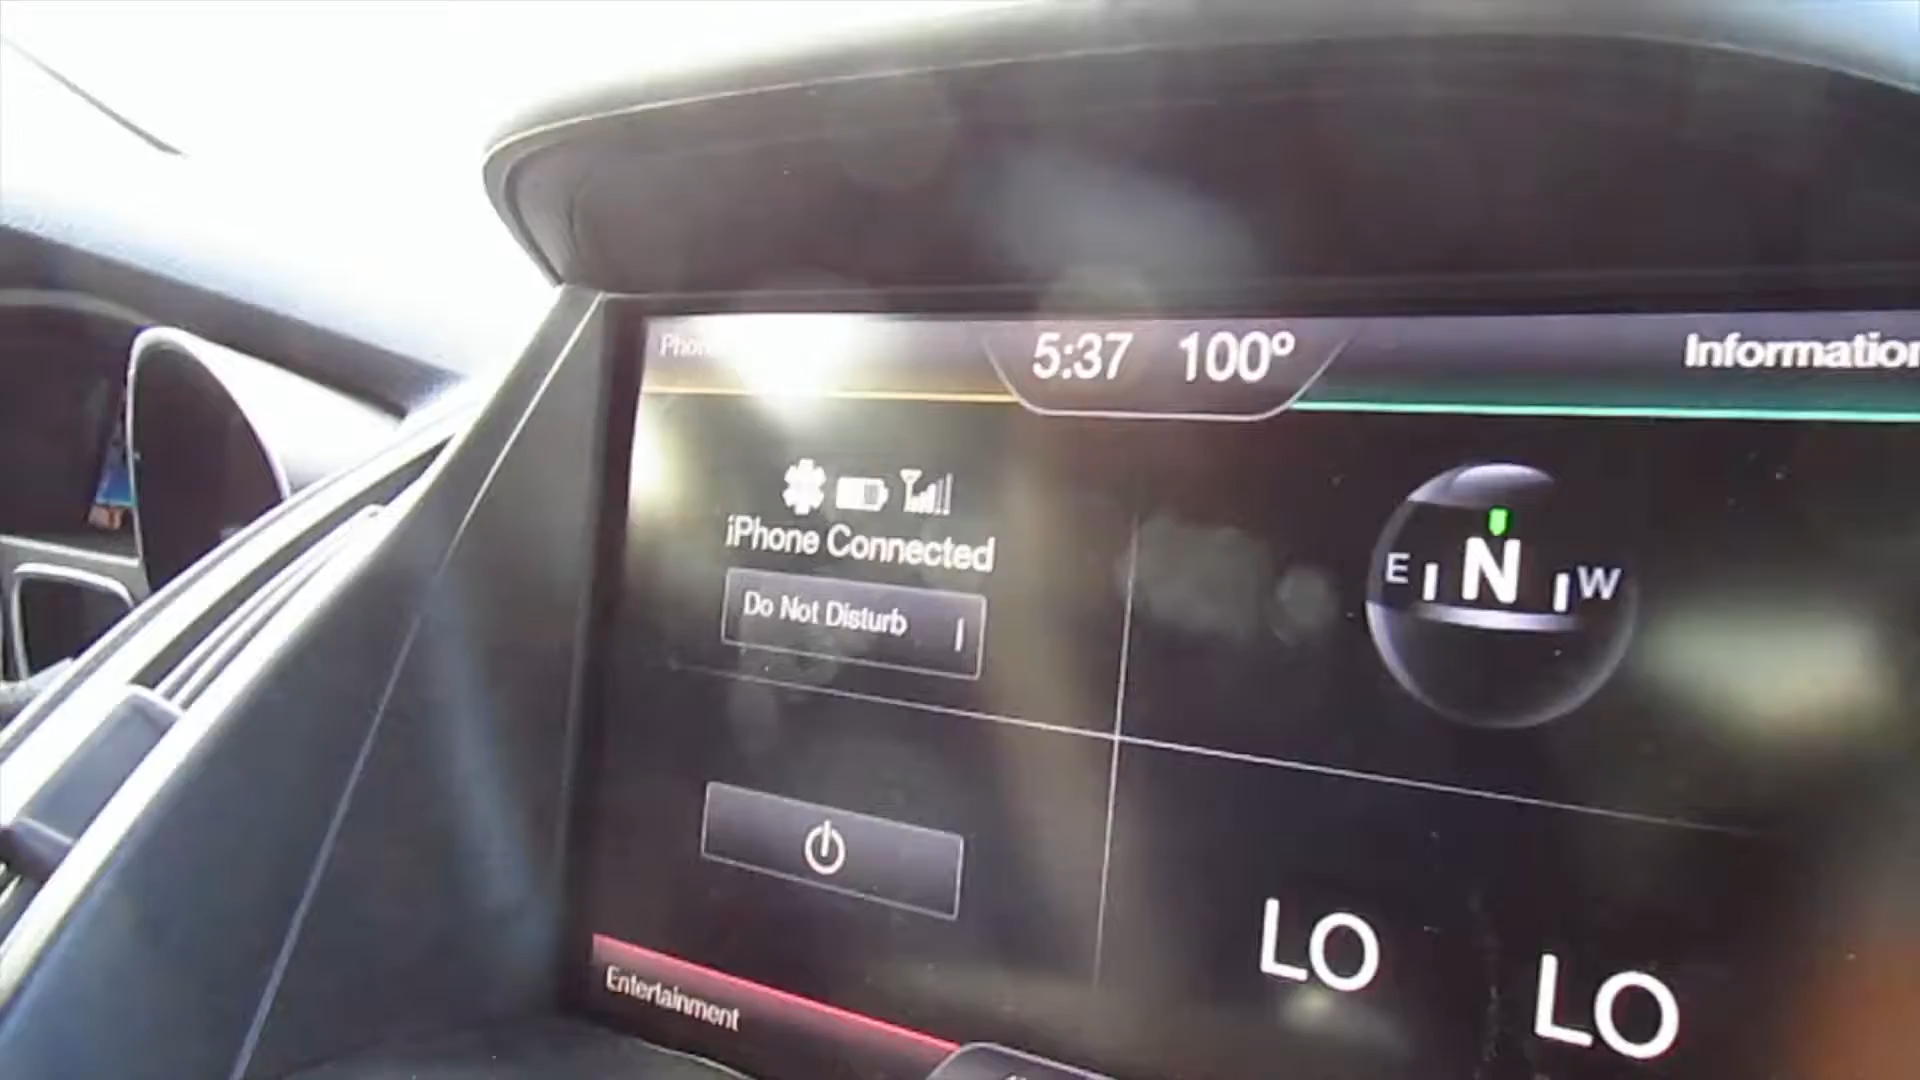 Phone
5:37 100°
Information
iPhone Connected
Do Not Disturb
E N W
LO LO
Entertainment